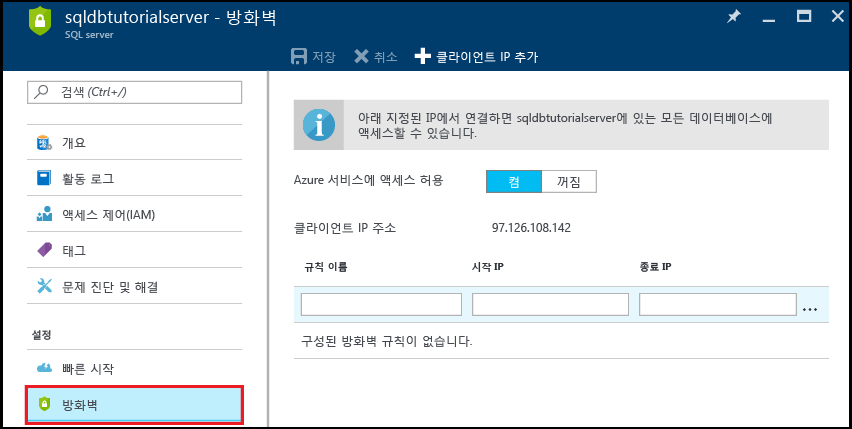 sqldbtutorialserver - 방화벽
SQL server
저장 취소 클라이언트 IP 추가
검색 (Ctrl+/)
개요
활동 로그
액세스 제어(IAM)
태그
문제 진단 및 해결
설정
빠른 시작
방화벽
아래 지정된 IP에서 연결하면 sqldbtutorialserver에 있는 모든 데이터베이스에
액세스할 수 있습니다.
Azure 서비스에 액세스 허용 켬 꺼짐
클라이언트 IP 주소 97.126.108.142
규칙 이름 시작 IP 종료 IP
...
구성된 방화벽 규칙이 없습니다.